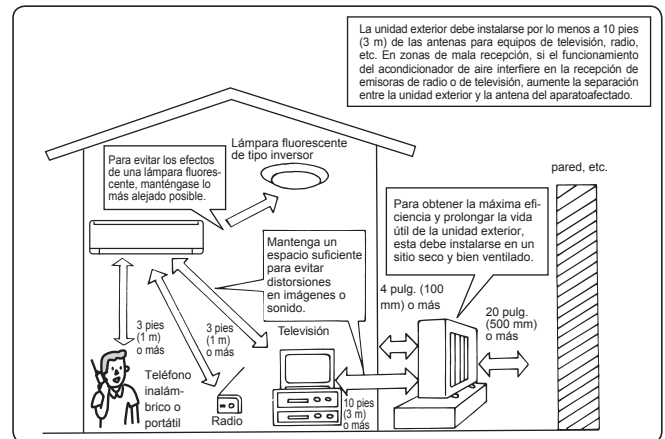 La unidad exterior debe instalarse por lo menos a 10 pies
(3 m) de las antenas para equipos de televisión, radio,
etc. En zonas de mala recepción, si el funcionamiento
del acondicionador de aire interfiere en la recepción de
emisoras de radio o de televisión, aumente la separación
entre la unidad exterior y la antena del aparatoafectado.
Lámpara fluorescente
de tipo inversor
Para evitar los efectos
de una lámpara fluores-
cente, manténgase lo
más alejado posible.
pared, etc.
Para obtener la máxima efi-
ciencia y prolongar la vida
útil de la unidad exterior,
esta debe instalarse en un
sitio seco y bien ventilado.
Mantenga un
espacio suficiente
para evitar
distorsiones
en imágenes o
sonido.
4 pulg. (100
mm) o más
20 pulg.
(500 mm)
o más
3 pies
(1 m)
o más
3 pies
(1 m)
o más
Televisión
Teléfono
inalám-
brico o
portátil
Radio
10 pies
(3 m)
o más